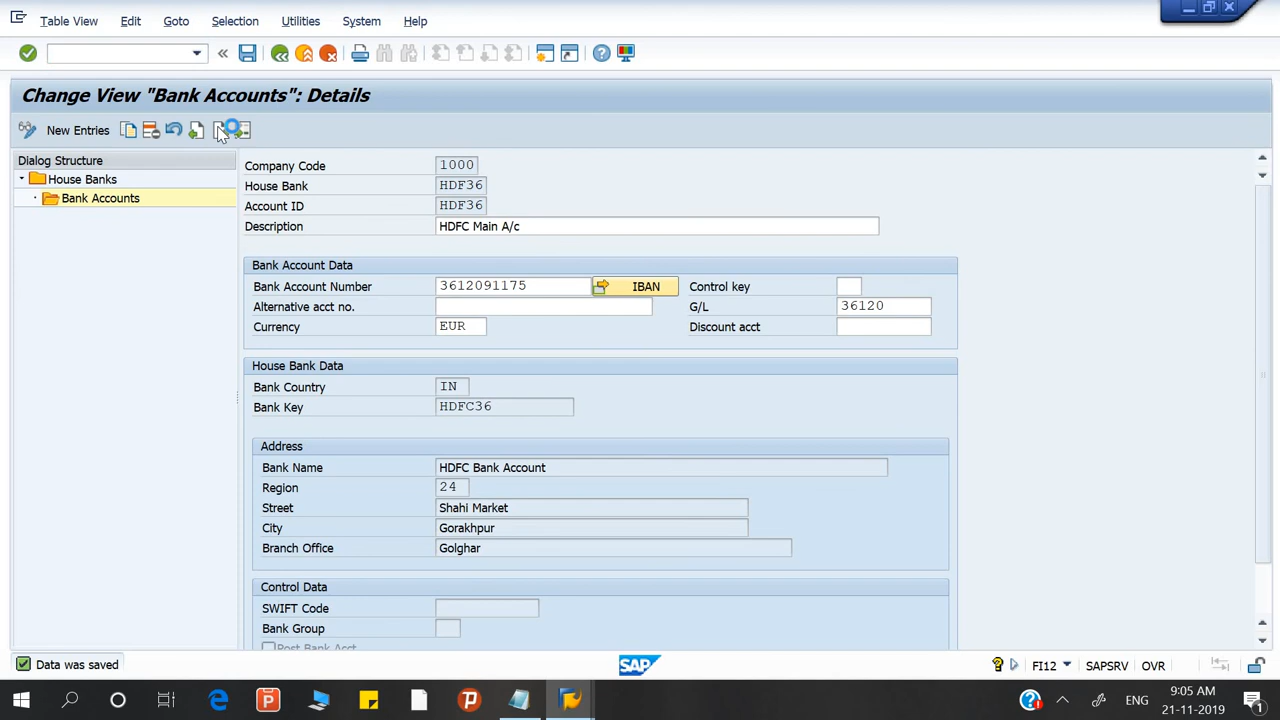 Table View Edit Goto Selection Utilities System Help
Change View "Bank Accounts": Details
New Entries
Dialog Structure
House Banks
Bank Accounts
Company Code 1000
House Bank HDF36
Account ID HDF36
Description HDFC Main A/c
Bank Account Data
Bank Account Number 3612091175 IBAN Control key
Alternative acct no. G/L 36120
Currency EUR Discount acct
House Bank Data
Bank Country IN
Bank Key HDFC36
Address
Bank Name HDFC Bank Account
Region 24
Street Shahi Market
City Gorakhpur
Branch Office Golghar
Control Data
SWIFT Code
Bank Group
Post Bank Acct
Data was saved SAP FI12 SAPSRV OVR
ENG 9:05 AM
21-11-2019